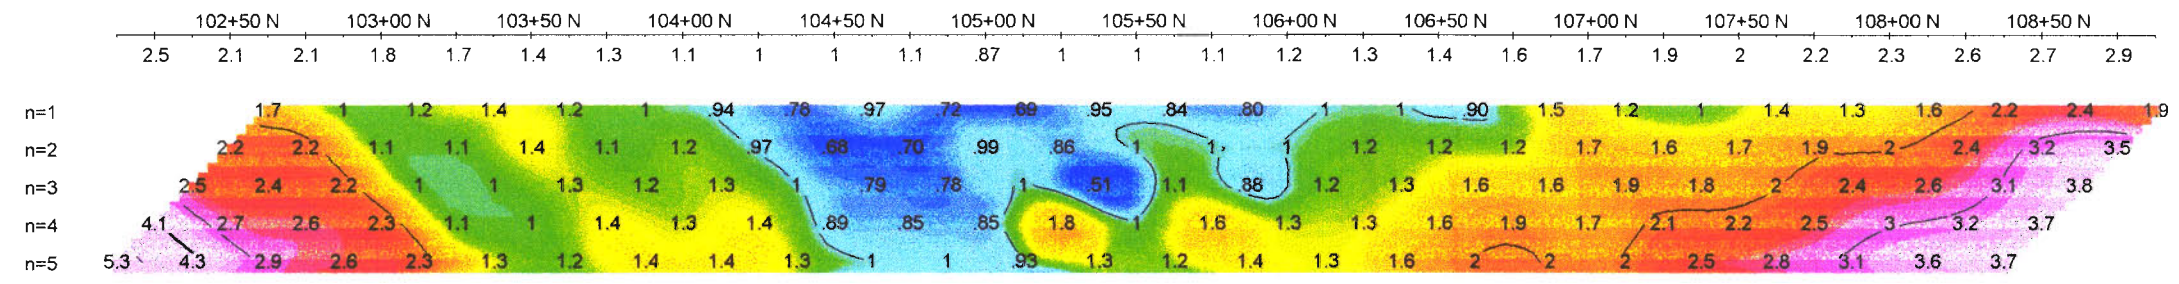 102+50 N 103+00 N 103+50 N 104+00 N 104+50 N 105+00 N 105+50 N 106+00 N 106+50 N 107+00 N 107+50 N 108+00 N 108+50 N
2.5 2.1 2.1 1.8 1.7 1.4 1.3 1.1 1 1 1.1 .87 1 1 1.1 1.2 1.3 1.4 1.6 1.7 1.9 2 2.2 2.3 2.6 2.7 2.9
n=1 1.7 1 1.2 1.4 1.2 1 .94 .76 .97 .72 .69 .95 .84 .80 1 1 .90 1.5 1.2 1 1.4 1.3 1.6 2.2 2.4 1.9
n=2 2.2 2.2 1.1 1.1 1.4 1.1 1.2 .97 .68 .70 .99 .86 1 1. 1 1.2 1.2 1.2 1.7 1.6 1.7 1.9 2 2.4 3.2 3.5
n=3 2.5 2.4 2.2 1 1 1.3 1.2 1.3 1 .79 .78 1 .51 1.1 .88 1.2 1.3 1.6 1.6 1.9 1.8 2 2.4 2.6 3.1 3.8
n=4 4.1 2.7 2.6 2.3 1.1 1 1.4 1.3 1.4 .89 .85 .85 1.8 1 1.6 1.3 1.3 1.6 1.9 1.7 2.1 2.2 2.5 3 3.2 3.7
n=5 5.3 4.3 2.9 2.6 2.3 1.3 1.2 1.4 1.4 1.3 1 1 .93 1.3 1.2 1.4 1.3 1.6 2 2 2 2.5 2.8 3.1 3.6 3.7